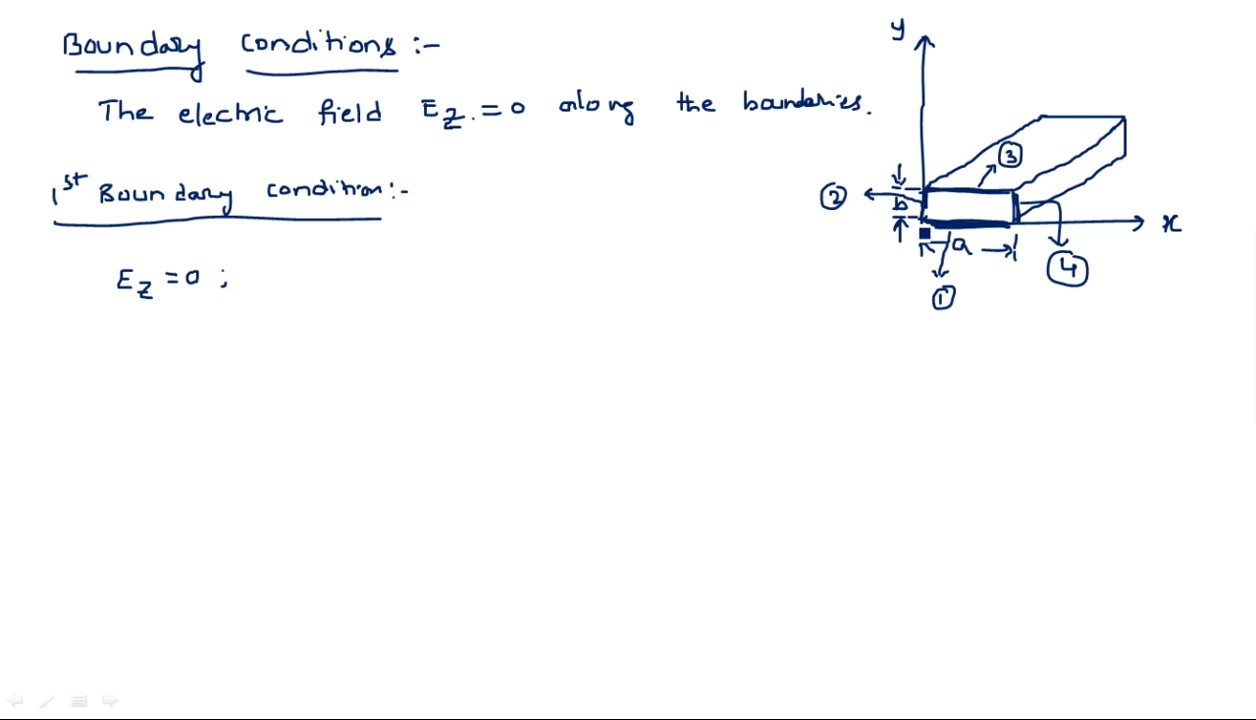 Boundary conditions :-
The electric field Ez = 0 along the boundaries.
1st Boundary condition :-
Ez = 0 ;
y
3
2
b
x
a
4
1